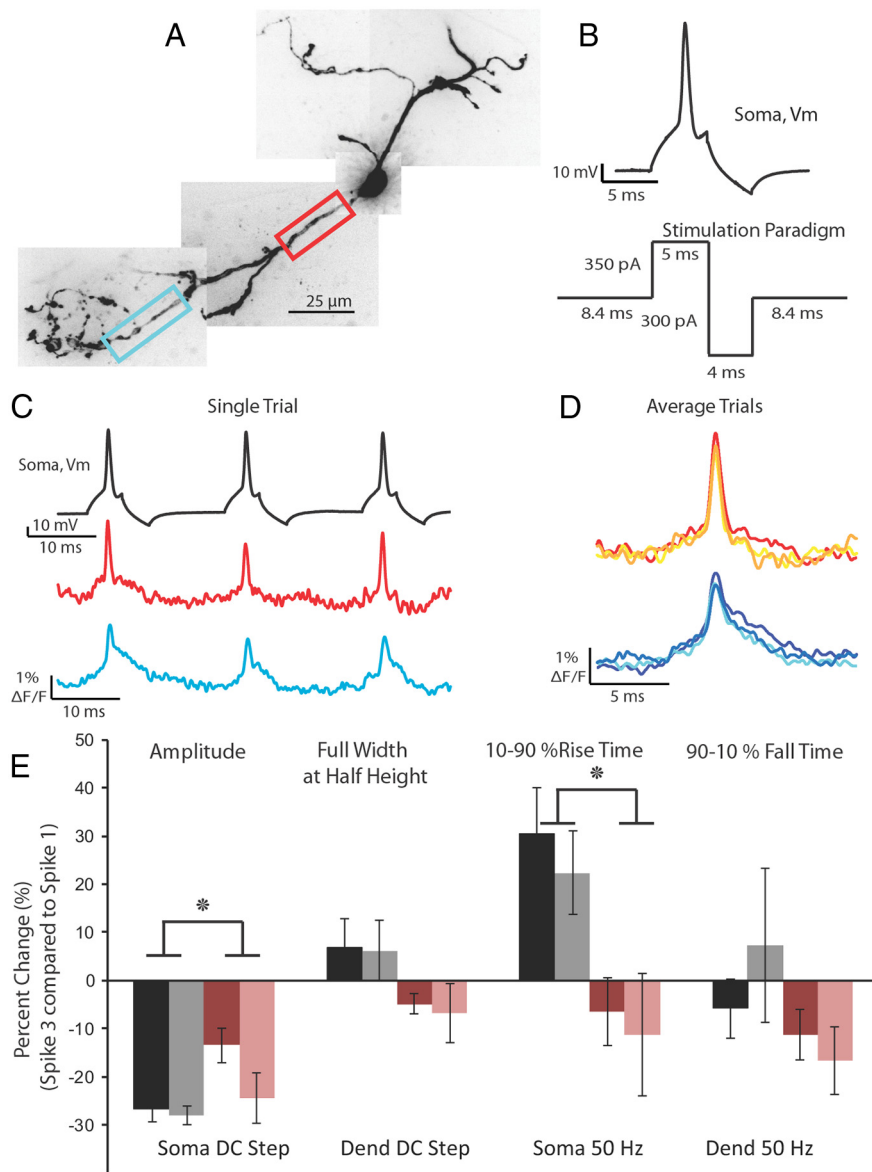 A
25 μm
B
Soma, Vm
10 mV
5 ms
Stimulation Paradigm
350 pA
5 ms
8.4 ms
300 pA
8.4 ms
4 ms
C
Single Trial
Soma, Vm
10 mV
10 ms
1%
ΔF/F
10 ms
D
Average Trials
1%
ΔF/F
5 ms
E
Percent Change (%)
(Spike 3 compared to Spike 1)
50
40
30
20
10
0
-10
-20
-30
Amplitude
Full Width
at Half Height
10-90 %Rise Time
90-10 % Fall Time
*
*
Soma DC Step
Dend DC Step
Soma 50 Hz
Dend 50 Hz